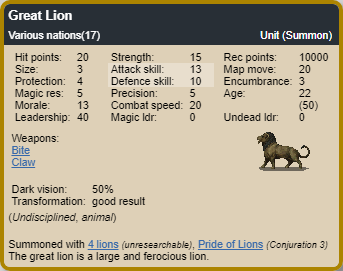 Great Lion
Various nations(17) Unit (Summon)
Hit points: 20 Strength: 15 Rec points: 10000
Size: 3 Attack skill: 13 Map move: 20
Protection: 4 Defence skill: 10 Encumbrance: 3
Magic res: 5 Precision: 5 Age: 22
Morale: 13 Combat speed: 20 (50)
Leadership: 40 Magic ldr: 0 Undead ldr: 0
Weapons:
Bite
Claw
Dark vision: 50%
Transformation: good result
(Undisciplined, animal)
Summoned with 4 lions (unresearchable), Pride of Lions (Conjuration 3)
The great lion is a large and ferocious lion.